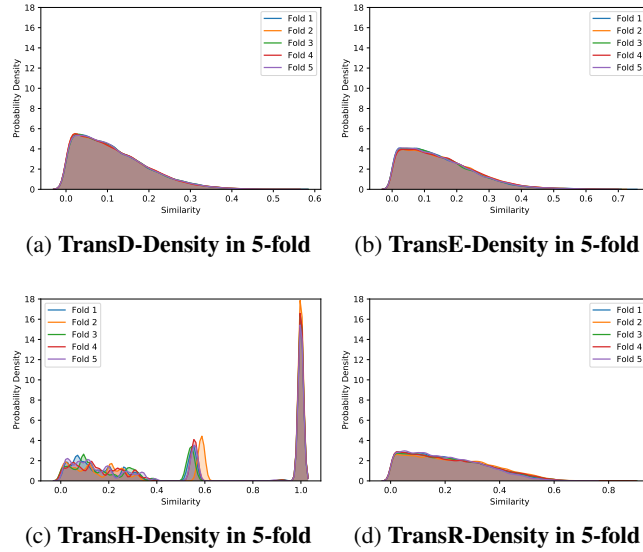 18
16
14
12
10
8
6
4
2
0
Probability Density
0.0 0.1 0.2 0.3 0.4 0.5 0.6
Similarity
Fold 1
Fold 2
Fold 3
Fold 4
Fold 5
(a) TransD-Density in 5-fold
18
16
14
12
10
8
6
4
2
0
Probability Density
0.0 0.1 0.2 0.3 0.4 0.5 0.6 0.7
Similarity
Fold 1
Fold 2
Fold 3
Fold 4
Fold 5
(b) TransE-Density in 5-fold
18
16
14
12
10
8
6
4
2
0
Probability Density
0.0 0.2 0.4 0.6 0.8 1.0
Similarity
Fold 1
Fold 2
Fold 3
Fold 4
Fold 5
(c) TransH-Density in 5-fold
18
16
14
12
10
8
6
4
2
0
Probability Density
0.0 0.2 0.4 0.6 0.8
Similarity
Fold 1
Fold 2
Fold 3
Fold 4
Fold 5
(d) TransR-Density in 5-fold